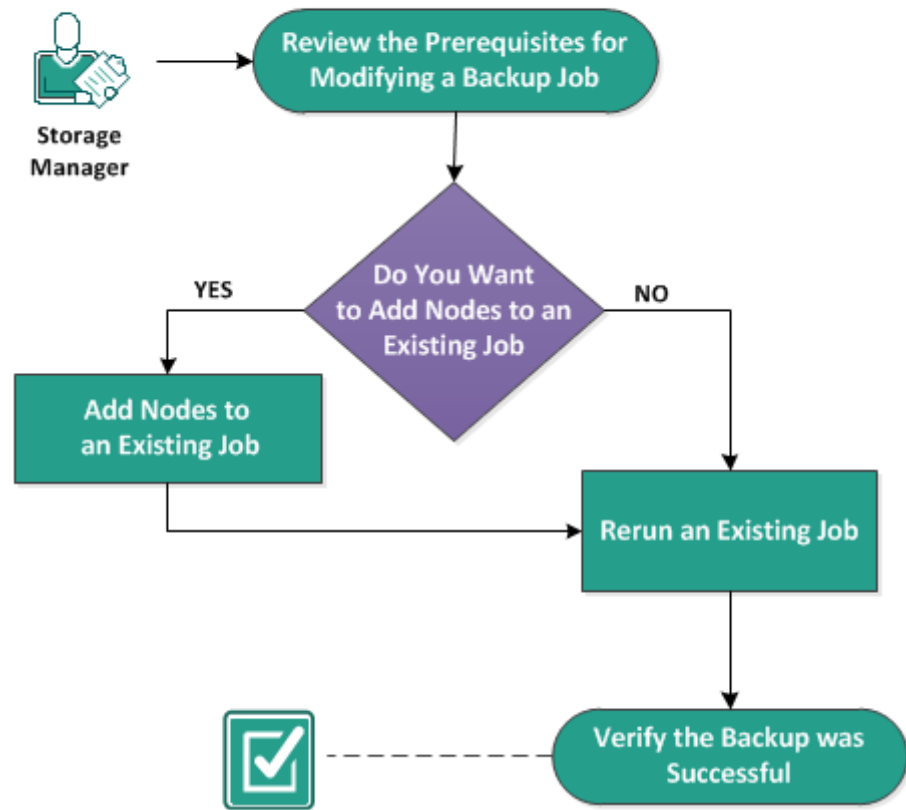 Review the Prerequisites for
Modifying a Backup Job
Storage
Manager
Do You Want
to Add Nodes to an
Existing Job
YES
NO
Add Nodes to
an Existing Job
Rerun an Existing Job
Verify the Backup was
Successful